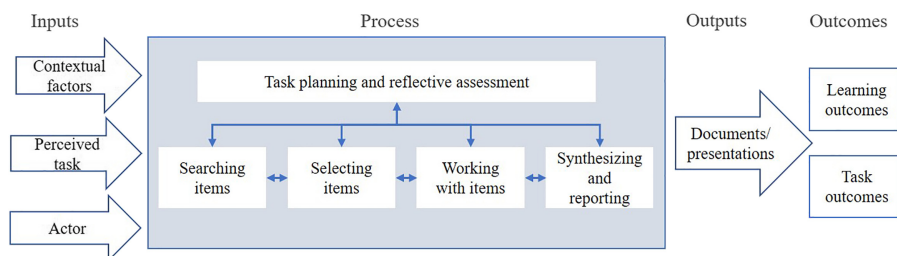 Inputs
Process
Outputs
Outcomes
Contextual
factors
Perceived
task
Actor
Task planning and reflective assessment
Searching
items
Selecting
items
Working
with items
Synthesizing
and
reporting
Documents/
presentations
Learning
outcomes
Task
outcomes